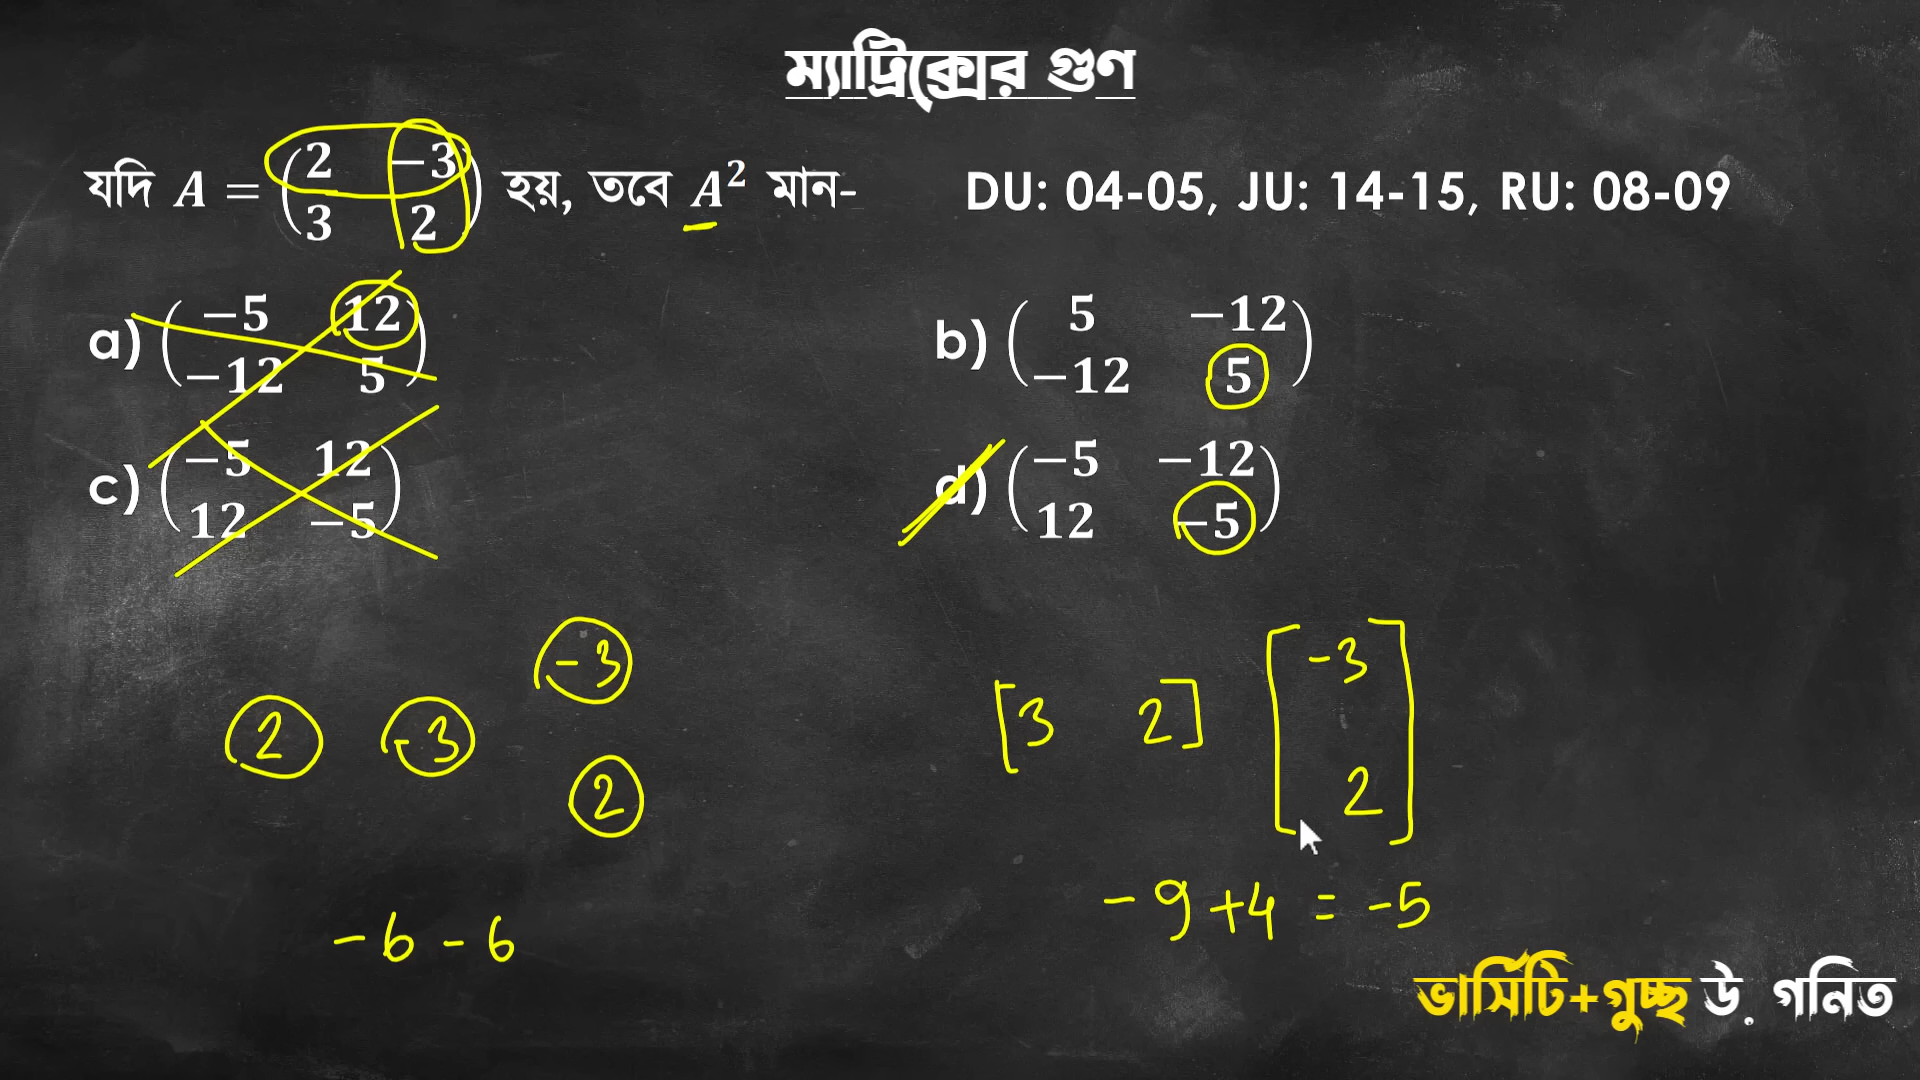 ম্যাট্রিক্সের গুণ
যদি A = (2 −3
3 2) হয়, তবে A² মান- DU: 04-05, JU: 14-15, RU: 08-09
a) (−5 12
−12 5)
b) (5 −12
−12 5)
c) (−5 12
12 −5)
d) (−5 −12
12 −5)
2 -3
-3
2
-6 - 6
[3 2] [-3
2]
-9 + 4 = -5
ভার্সিটি+গুচ্ছ উ. গনিত